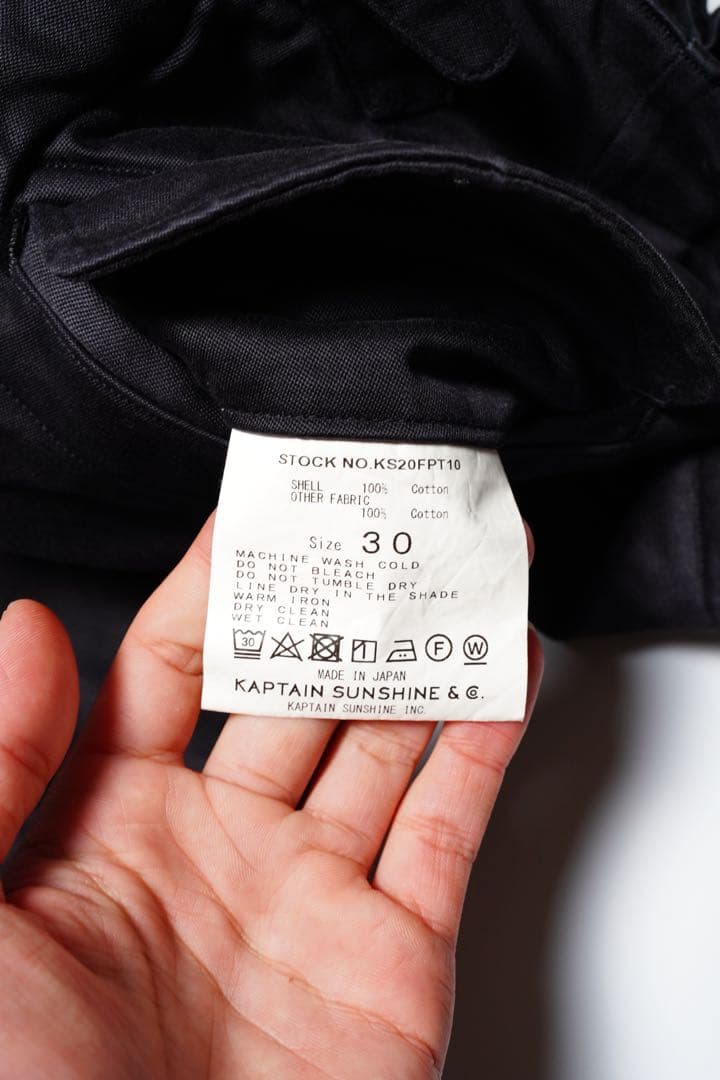 STOCK NO.KS20FPT10
SHELL 100% Cotton
OTHER FABRIC
100% Cotton
Size 30
MACHINE WASH COLD
DO NOT BLEACH
DO NOT TUMBLE DRY
LINE DRY IN THE SHADE
WARM IRON
DRY CLEAN
WET CLEAN
30 F W
MADE IN JAPAN
KAPTAIN SUNSHINE & Co.
KAPTAIN SUNSHINE INC.